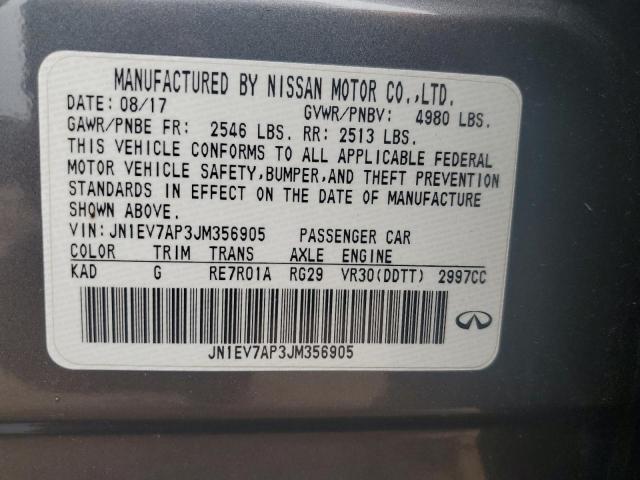 MANUFACTURED BY NISSAN MOTOR CO.,LTD.
DATE: 08/17 GVWR/PNBV: 4980 LBS.
GAWR/PNBE FR: 2546 LBS. RR: 2513 LBS.
THIS VEHICLE CONFORMS TO ALL APPLICABLE FEDERAL
MOTOR VEHICLE SAFETY,BUMPER,AND THEFT PREVENTION
STANDARDS IN EFFECT ON THE DATE OF MANUFACTURE
SHOWN ABOVE.
VIN:JN1EV7AP3JM356905 PASSENGER CAR
COLOR TRIM TRANS AXLE ENGINE
KAD G RE7R01A RG29 VR30(DDTT) 2997CC
JN1EV7AP3JM356905